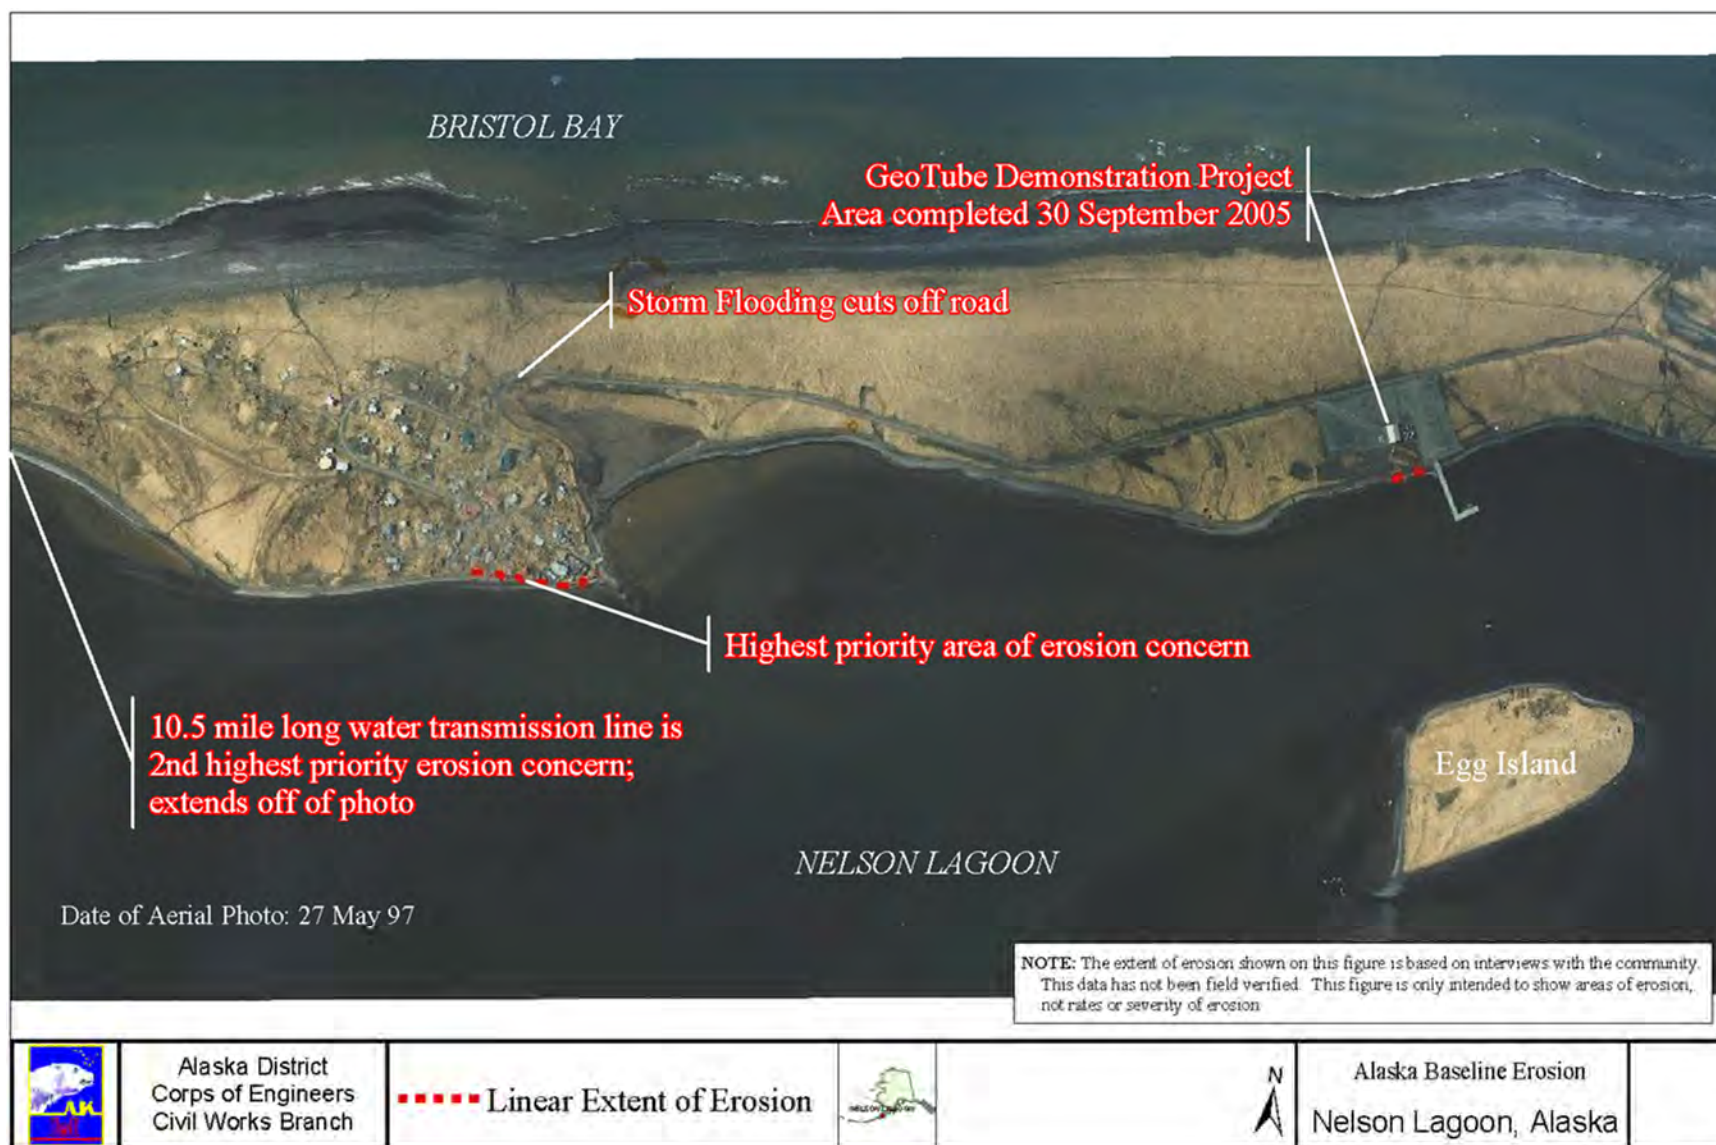 BRISTOL BAY
GeoTube Demonstration Project
Area completed 30 September 2005
Storm Flooding cuts off road
Highest priority area of erosion concern
10.5 mile long water transmission line is
2nd highest priority erosion concern;
extends off of photo
Egg Island
NELSON LAGOON
Date of Aerial Photo: 27 May 97
NOTE: The extent of erosion shown on this figure is based on interviews with the community.
This data has not been field verified. This figure is only intended to show areas of erosion,
not rates or severity of erosion
AK
Alaska District
Corps of Engineers
Civil Works Branch
Linear Extent of Erosion
NELSON LAGOON
N
Alaska Baseline Erosion
Nelson Lagoon, Alaska